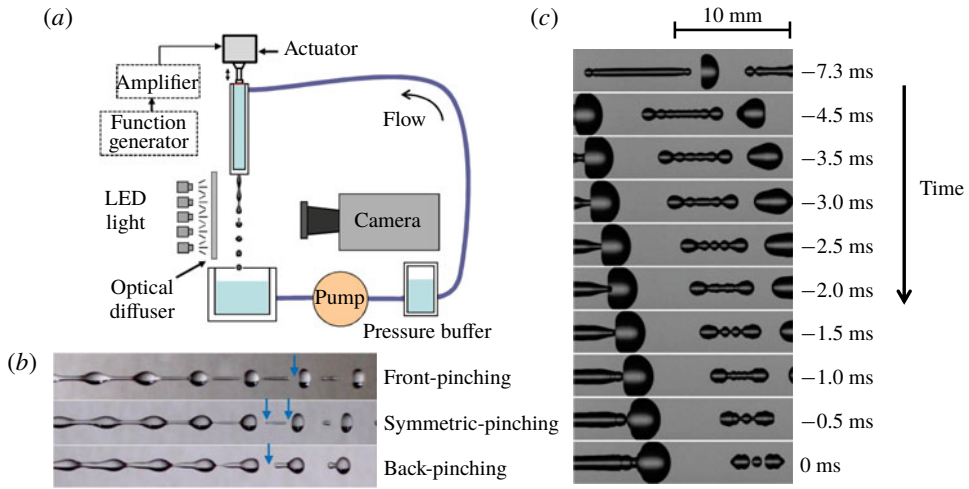 (a)
Actuator
Amplifier
Function
generator
Flow
LED
light
Camera
Optical
diffuser
Pump
Pressure buffer
(b)
Front-pinching
Symmetric-pinching
Back-pinching
(c)
10 mm
−7.3 ms
−4.5 ms
−3.5 ms
−3.0 ms
−2.5 ms
−2.0 ms
−1.5 ms
−1.0 ms
−0.5 ms
0 ms
Time